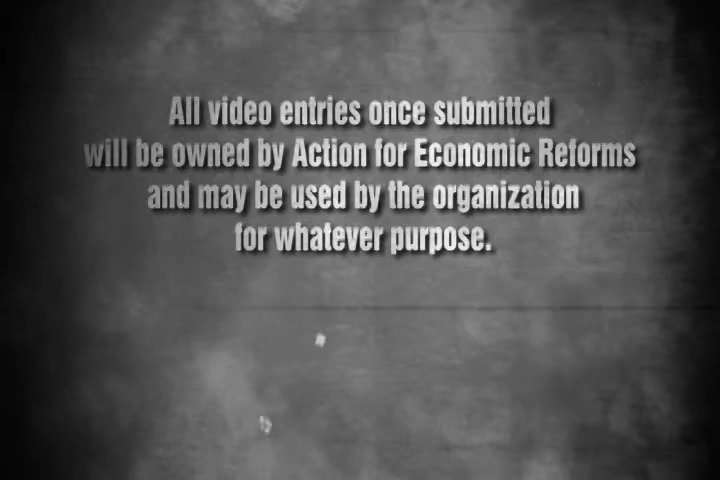 All video entries once submitted
will be owned by Action for Economic Reforms
and may be used by the organization
for whatever purpose.